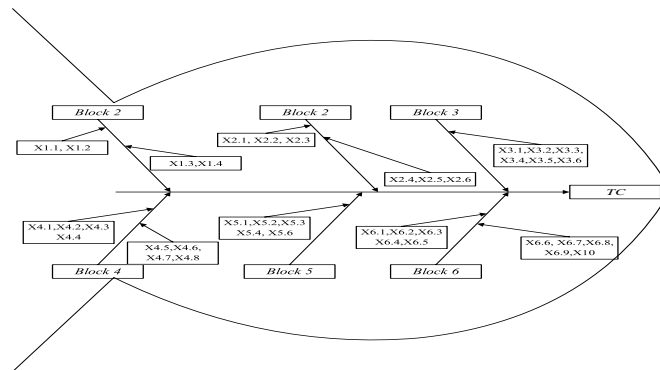 Block 2
Block 2
Block 3
X1.1, X1.2
X1.3,X1.4
X2.1, X2.2, X2.3
X2.4,X2.5,X2.6
X3.1,X3.2,X3.3,
X3.4,X3.5,X3.6
TC
X4.1,X4.2,X4.3
X4.4
X4.5,X4.6,
X4.7,X4.8
X5.1,X5.2,X5.3
X5.4, X5.6
X6.1,X6.2,X6.3
X6.4,X6.5
X6.6, X6.7,X6.8,
X6.9,X10
Block 4
Block 5
Block 6